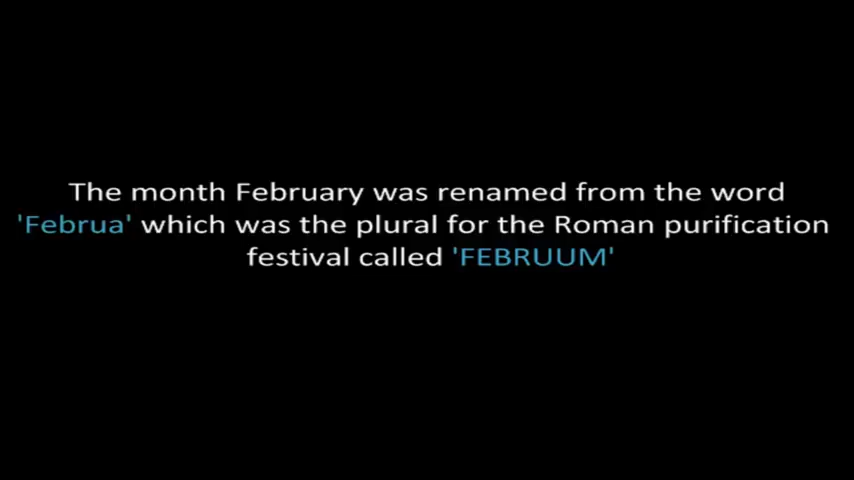 The month February was renamed from the word
'Februa' which was the plural for the Roman purification
festival called 'FEBRUUM'